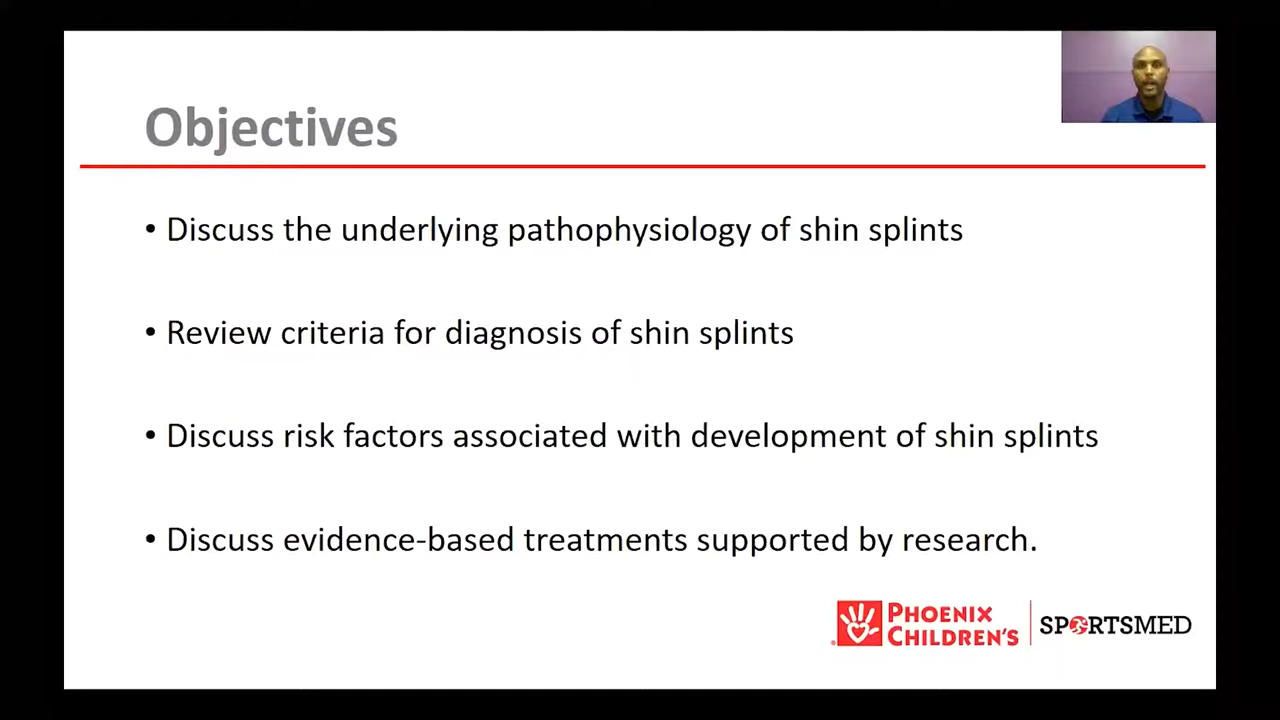 Objectives
• Discuss the underlying pathophysiology of shin splints
• Review criteria for diagnosis of shin splints
• Discuss risk factors associated with development of shin splints
• Discuss evidence-based treatments supported by research.
PHOENIX
CHILDREN'S
SPORTSMED